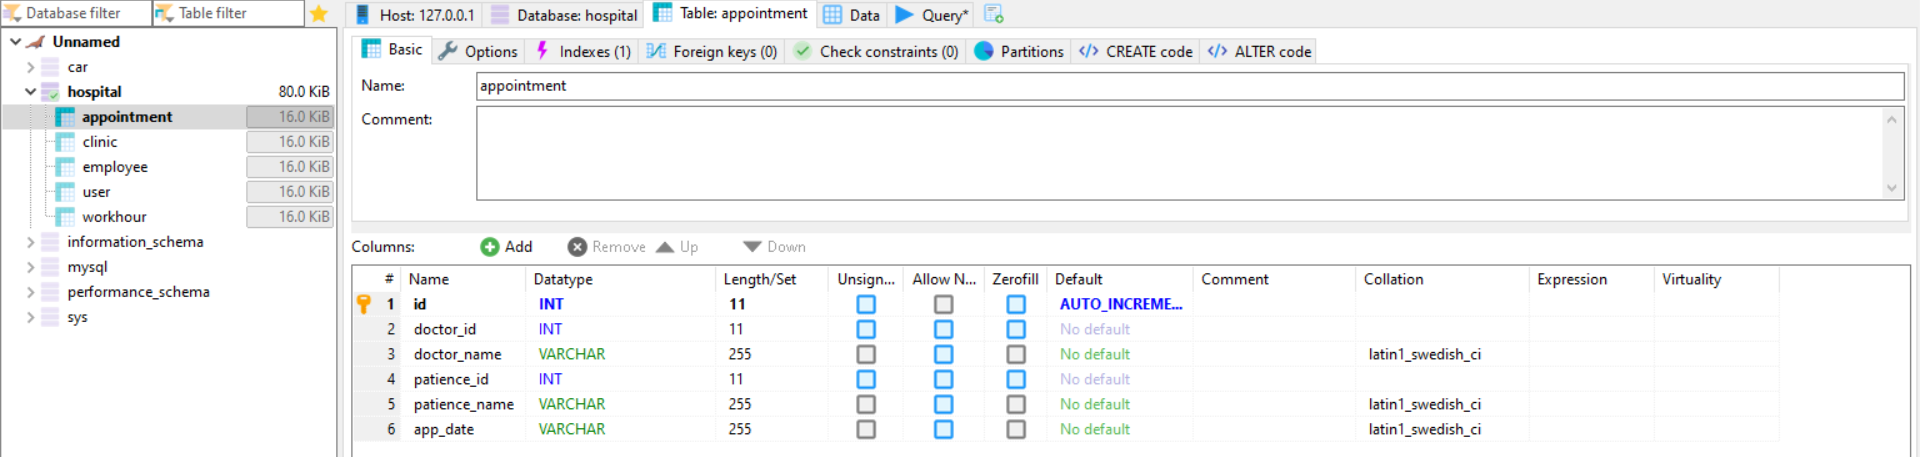 Database filter Table filter
Host: 127.0.0.1 Database: hospital Table: appointment Data Query*
Unnamed
car
hospital 80.0 KiB
appointment 16.0 KiB
clinic 16.0 KiB
employee 16.0 KiB
user 16.0 KiB
workhour 16.0 KiB
information_schema
mysql
performance_schema
sys
Basic Options Indexes (1) Foreign keys (0) Check constraints (0) Partitions CREATE code ALTER code
Name: appointment
Comment:
Columns: Add Remove Up Down
# Name Datatype Length/Set Unsign... Allow N... Zerofill Default Comment Collation Expression Virtuality
1 id INT 11 AUTO_INCREME...
2 doctor_id INT 11 No default
3 doctor_name VARCHAR 255 No default latin1_swedish_ci
4 patience_id INT 11 No default
5 patience_name VARCHAR 255 No default latin1_swedish_ci
6 app_date VARCHAR 255 No default latin1_swedish_ci